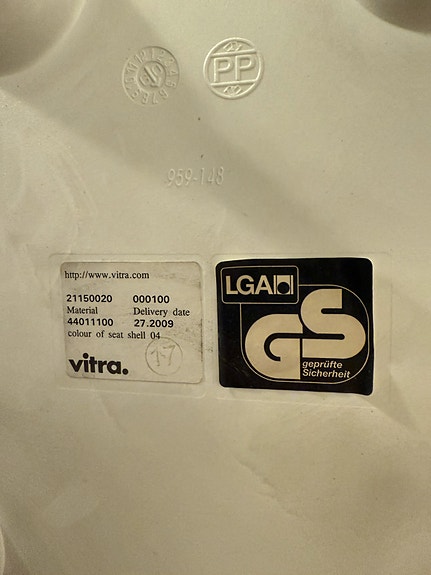 PP
959-148
http://www.vitra.com
21150020 000100
Material Delivery date
44011100 27.2009
colour of seat shell 04
vitra.
17
LGA
GS
geprüfte
Sicherheit